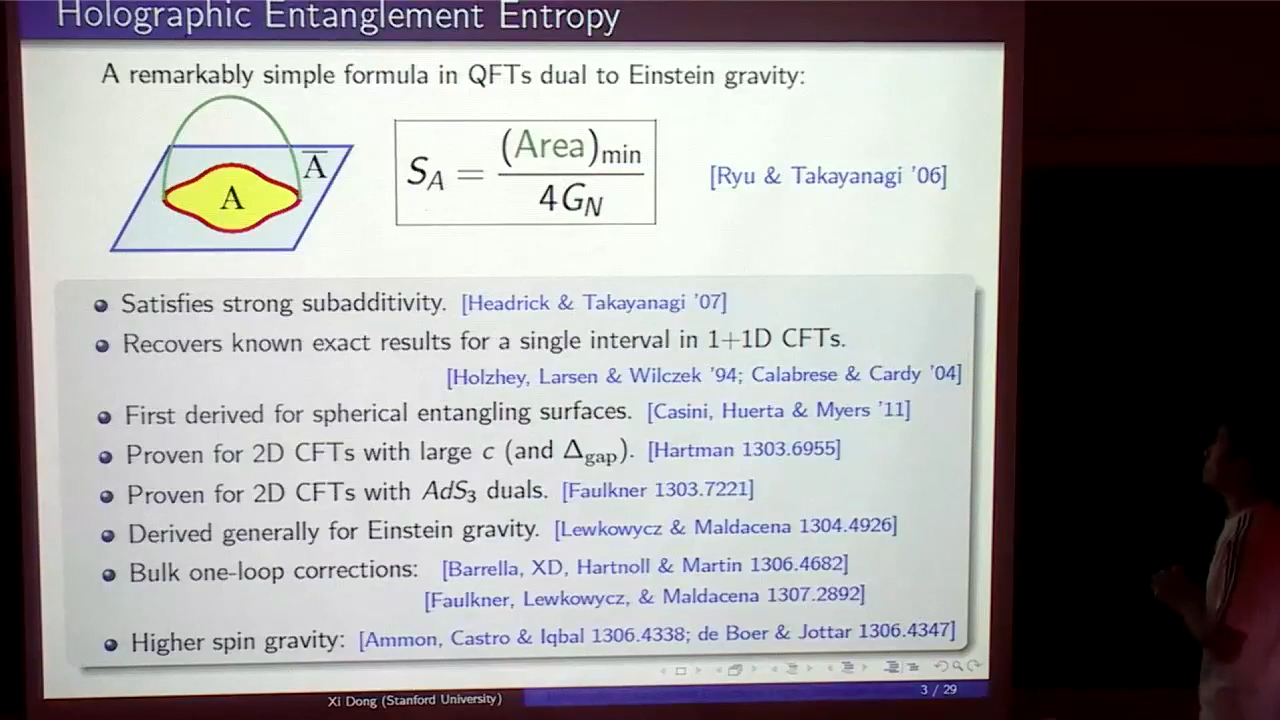 Holographic Entanglement Entropy
A remarkably simple formula in QFTs dual to Einstein gravity:
A
A̅
S_A = (Area)_min / 4G_N
[Ryu & Takayanagi '06]
Satisfies strong subadditivity. [Headrick & Takayanagi '07]
Recovers known exact results for a single interval in 1+1D CFTs.
[Holzhey, Larsen & Wilczek '94; Calabrese & Cardy '04]
First derived for spherical entangling surfaces. [Casini, Huerta & Myers '11]
Proven for 2D CFTs with large c (and Δ_gap). [Hartman 1303.6955]
Proven for 2D CFTs with AdS₃ duals. [Faulkner 1303.7221]
Derived generally for Einstein gravity. [Lewkowycz & Maldacena 1304.4926]
Bulk one-loop corrections: [Barrella, XD, Hartnoll & Martin 1306.4682]
[Faulkner, Lewkowycz, & Maldacena 1307.2892]
Higher spin gravity: [Ammon, Castro & Iqbal 1306.4338; de Boer & Jottar 1306.4347]
Xi Dong (Stanford University)
3 / 29